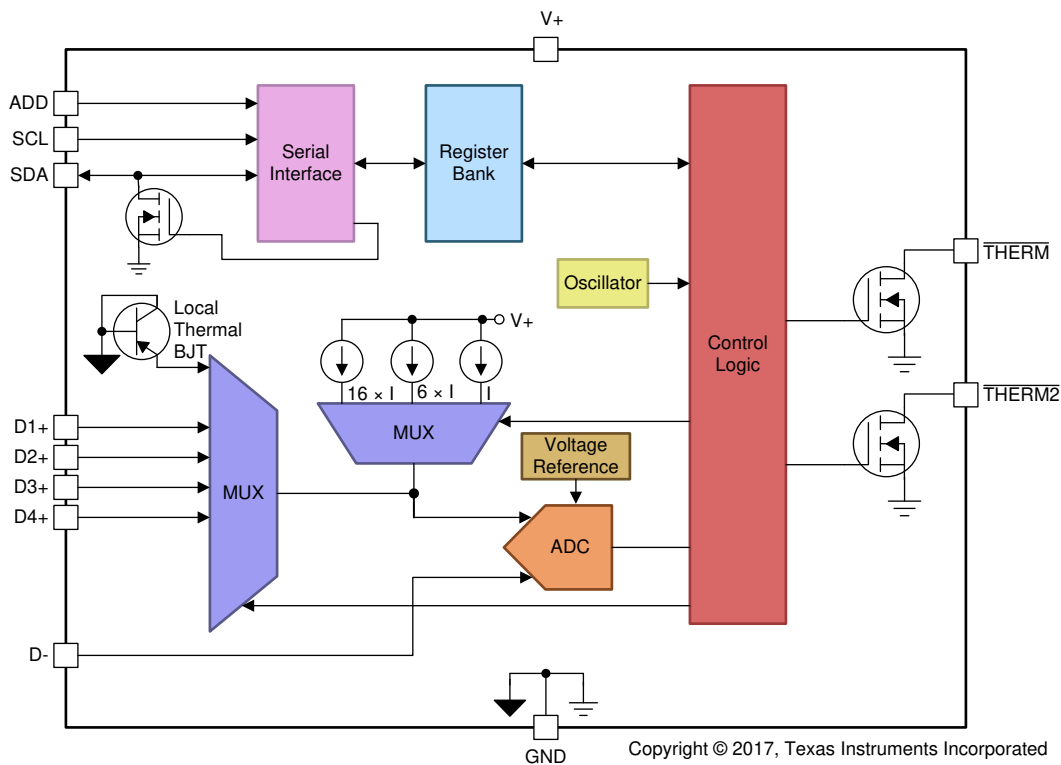 V+
ADD
SCL
SDA
Serial
Interface
Register
Bank
THERM
Oscillator
Local
Thermal
BJT
V+
Control
Logic
16 × I
6 × I
I
THERM2
D1+
D2+
D3+
D4+
MUX
Voltage
Reference
MUX
ADC
D-
GND
Copyright © 2017, Texas Instruments Incorporated